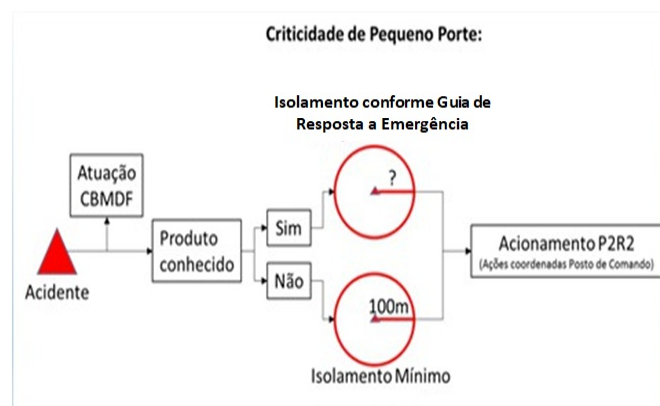 Criticidade de Pequeno Porte:
Isolamento conforme Guia de
Resposta a Emergência
Atuação
CBMDF
Acidente
Produto
conhecido
Sim
Não
?
100m
Isolamento Mínimo
Acionamento P2R2
(Ações coordenadas Posto de Comando)